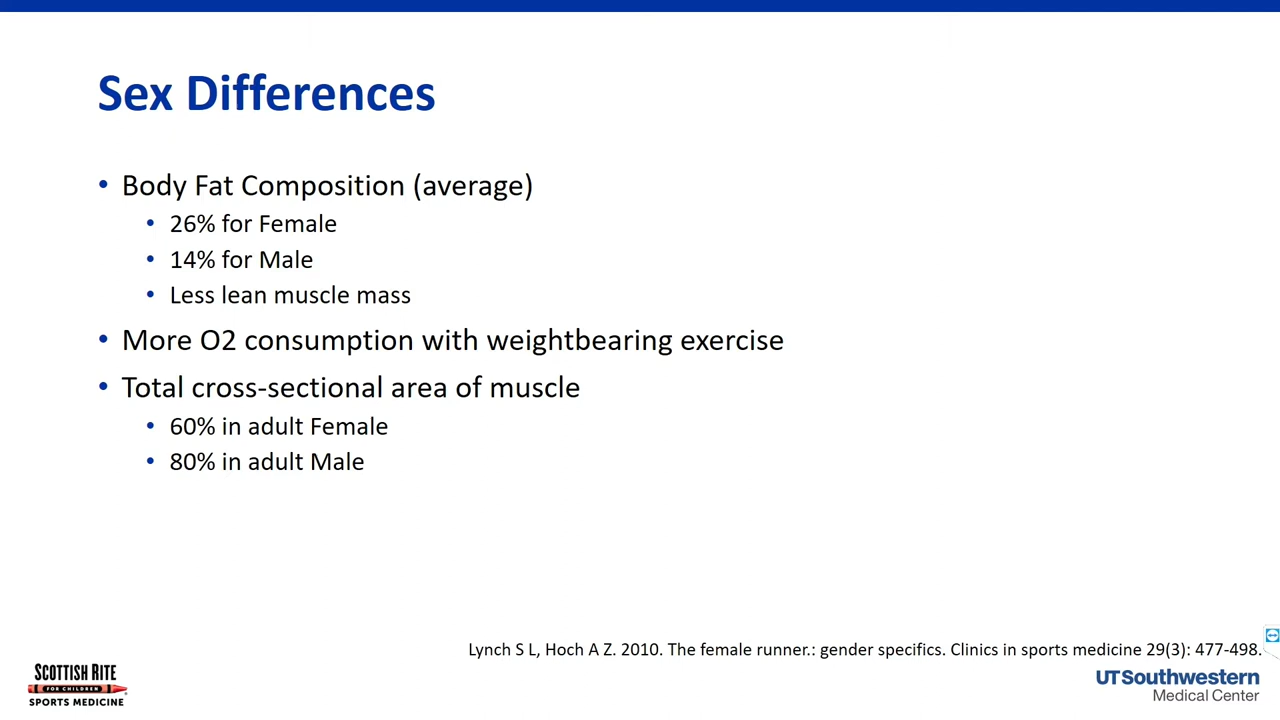 Sex Differences
• Body Fat Composition (average)
• 26% for Female
• 14% for Male
• Less lean muscle mass
• More O2 consumption with weightbearing exercise
• Total cross-sectional area of muscle
• 60% in adult Female
• 80% in adult Male
Lynch S L, Hoch A Z. 2010. The female runner.: gender specifics. Clinics in sports medicine 29(3): 477-498.
SCOTTISH RITE
FOR CHILDREN
SPORTS MEDICINE
UTSouthwestern
Medical Center